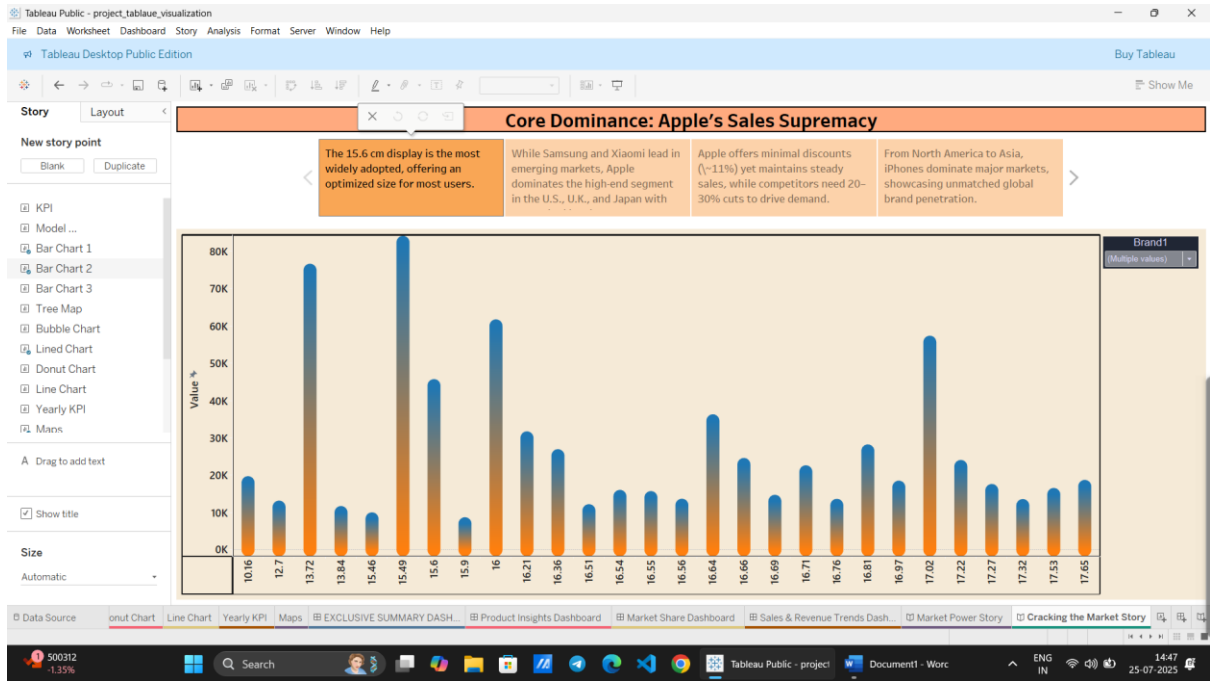 Tableau Public - project_tablaue_visualization
File Data Worksheet Dashboard Story Analysis Format Server Window Help
Tableau Desktop Public Edition
Buy Tableau
Show Me
Story Layout
New story point
Blank Duplicate
KPI
Model ...
Bar Chart 1
Bar Chart 2
Bar Chart 3
Tree Map
Bubble Chart
Lined Chart
Donut Chart
Line Chart
Yearly KPI
Maps
A Drag to add text
Show title
Size
Automatic
Core Dominance: Apple's Sales Supremacy
The 15.6 cm display is the most
widely adopted, offering an
optimized size for most users.
While Samsung and Xiaomi lead in
emerging markets, Apple
dominates the high-end segment
in the U.S., U.K., and Japan with
Apple offers minimal discounts
(\~11%) yet maintains steady
sales, while competitors need 20–
30% cuts to drive demand.
From North America to Asia,
iPhones dominate major markets,
showcasing unmatched global
brand penetration.
Brand1
(Multiple values)
Value
80K
70K
60K
50K
40K
30K
20K
10K
0K
10.16
12.7
13.72
13.84
15.46
15.49
15.6
15.9
16
16.21
16.36
16.51
16.54
16.55
16.56
16.64
16.66
16.69
16.71
16.76
16.81
16.97
17.02
17.22
17.27
17.32
17.53
17.65
Data Source onut Chart Line Chart Yearly KPI Maps EXCLUSIVE SUMMARY DASH... Product Insights Dashboard Market Share Dashboard Sales & Revenue Trends Dash... Market Power Story Cracking the Market Story
1
500312
-1.35%
Search
Tableau Public - project
Document1 - Word
ENG
IN
14:47
25-07-2025